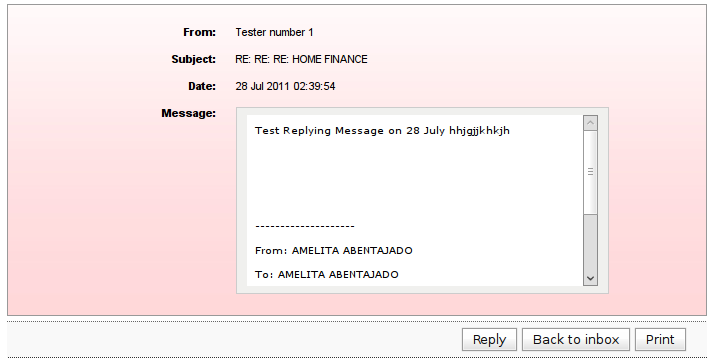 From: Tester number 1
Subject: RE: RE: RE: HOME FINANCE
Date: 28 Jul 2011 02:39:54
Message:
Test Replying Message on 28 July hhjgjjkhkjh
--------------------
From: AMELITA ABENTAJADO
To: AMELITA ABENTAJADO
Reply Back to inbox Print